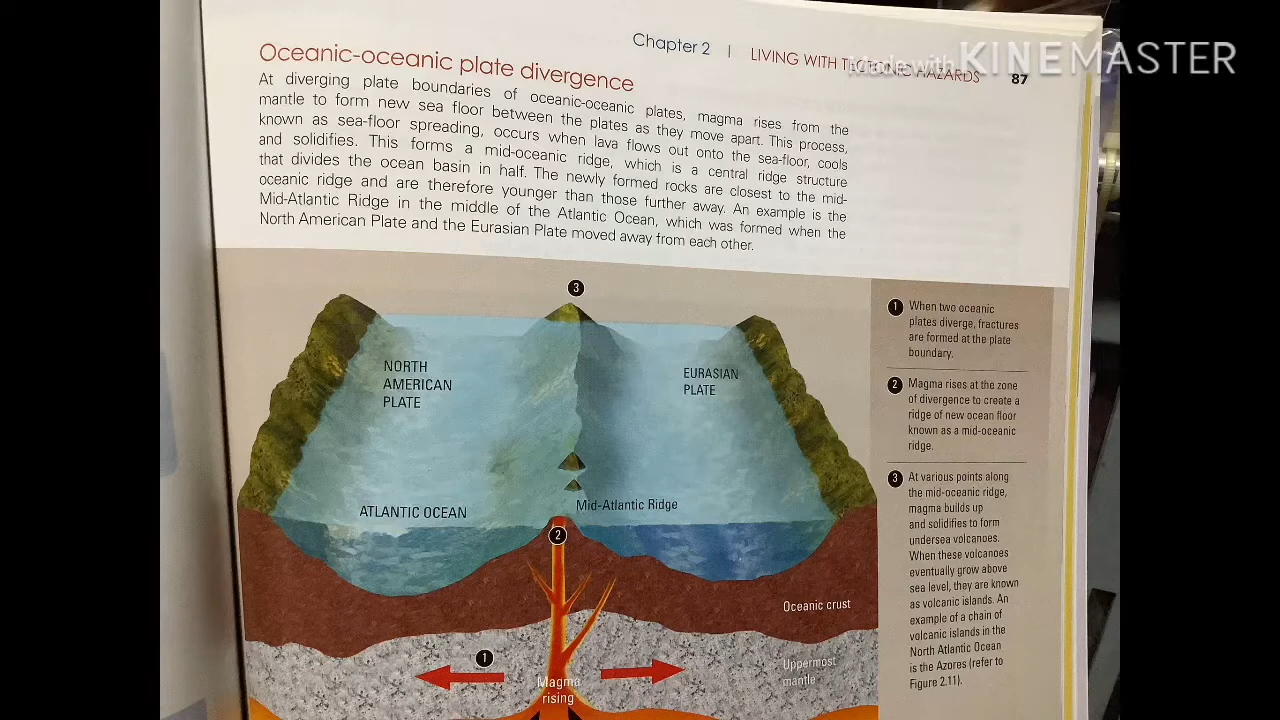 Chapter 2 | LIVING WITH TECTONIC HAZARDS 87
Made with KINEMASTER
Oceanic-oceanic plate divergence
At diverging plate boundaries of oceanic-oceanic plates, magma rises from the
mantle to form new sea floor between the plates as they move apart. This process,
known as sea-floor spreading, occurs when lava flows out onto the sea-floor, cools
and solidifies. This forms a mid-oceanic ridge, which is a central ridge structure
that divides the ocean basin in half. The newly formed rocks are closest to the mid-
oceanic ridge and are therefore younger than those further away. An example is the
Mid-Atlantic Ridge in the middle of the Atlantic Ocean, which was formed when the
North American Plate and the Eurasian Plate moved away from each other.
3
NORTH
AMERICAN
PLATE
EURASIAN
PLATE
ATLANTIC OCEAN
Mid-Atlantic Ridge
2
Oceanic crust
1
Uppermost
mantle
Magma
rising
1 When two oceanic
plates diverge, fractures
are formed at the plate
boundary.
2 Magma rises at the zone
of divergence to create a
ridge of new ocean floor
known as a mid-oceanic
ridge.
3 At various points along
the mid-oceanic ridge,
magma builds up
and solidifies to form
undersea volcanoes.
When these volcanoes
eventually grow above
sea level, they are known
as volcanic islands. An
example of a chain of
volcanic islands in the
North Atlantic Ocean
is the Azores (refer to
Figure 2.11).